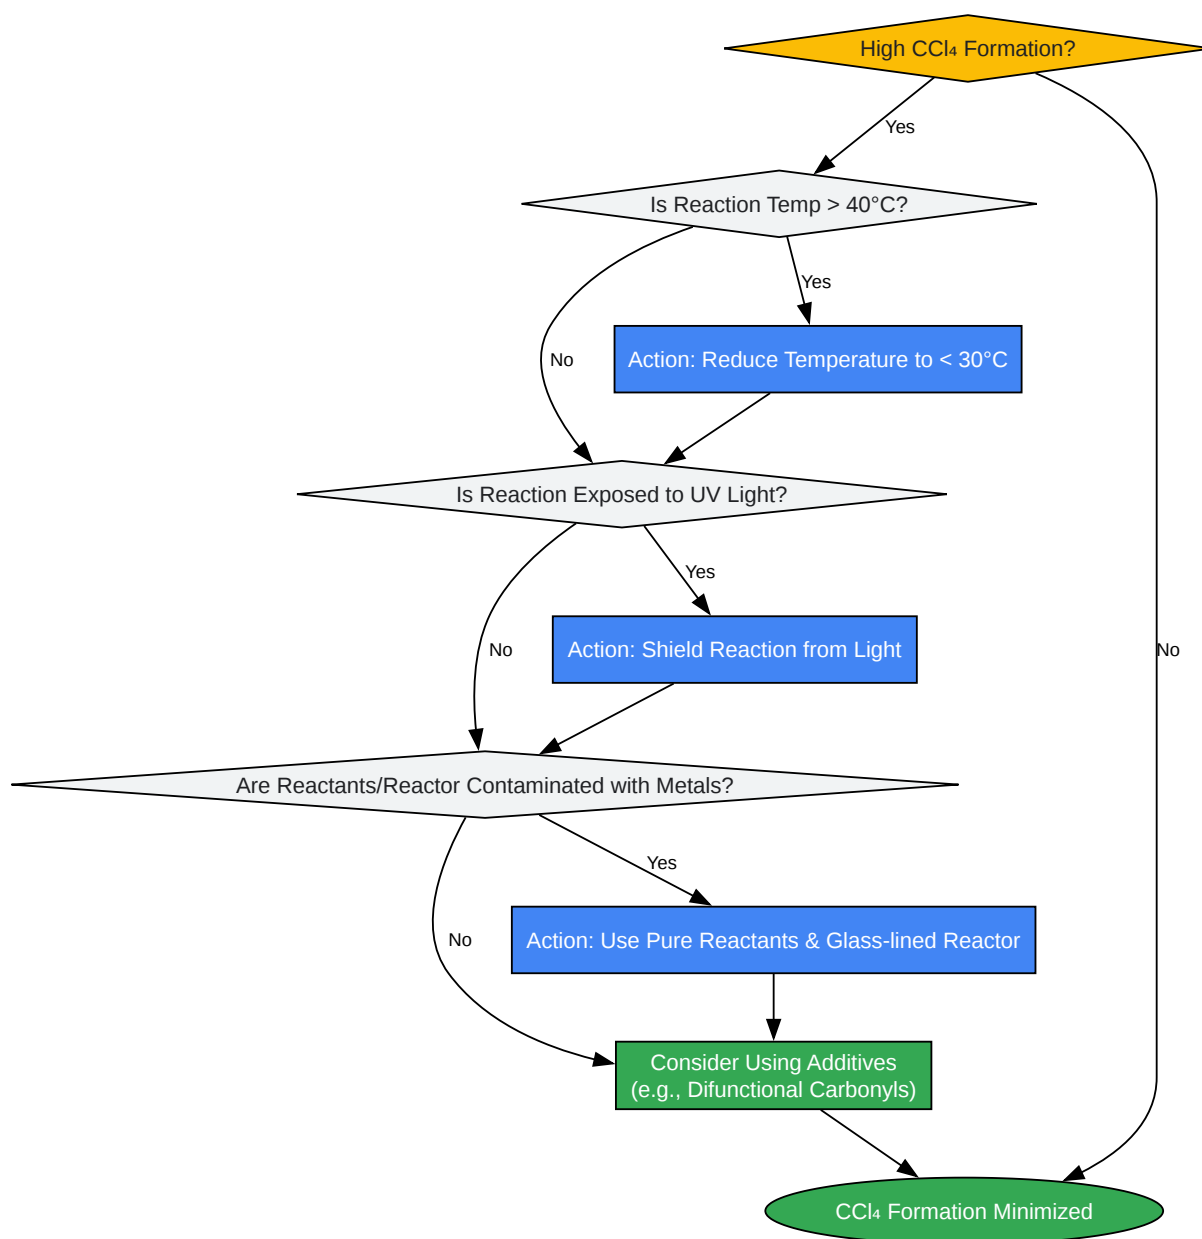 High CCl₄ Formation?
Yes
Is Reaction Temp > 40°C?
Yes
No
Action: Reduce Temperature to < 30°C
Is Reaction Exposed to UV Light?
Yes
No
Action: Shield Reaction from Light
No
Are Reactants/Reactor Contaminated with Metals?
Yes
No
Action: Use Pure Reactants & Glass-lined Reactor
Consider Using Additives
(e.g., Difunctional Carbonyls)
CCl₄ Formation Minimized